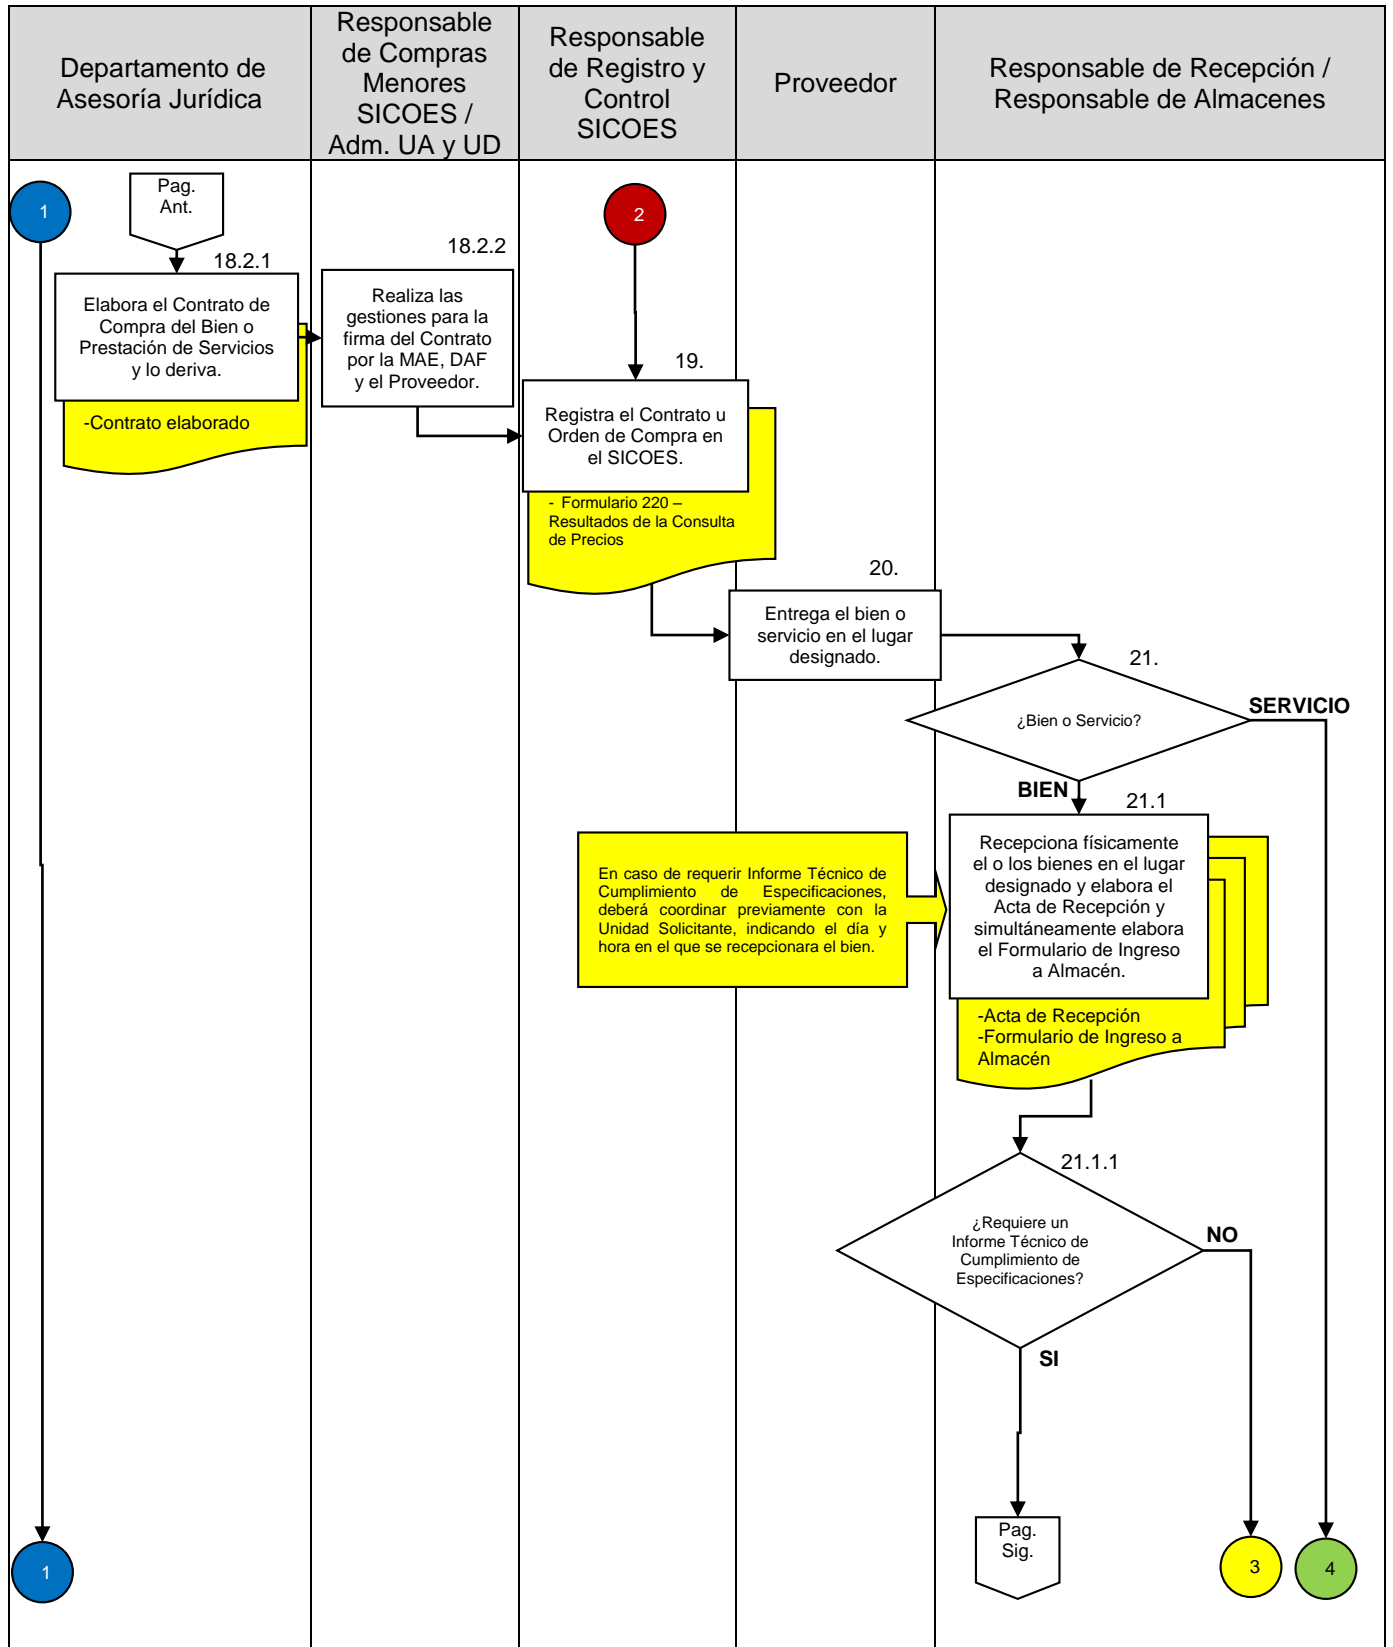 Departamento de
Asesoría Jurídica
Responsable
de Compras
Menores
SICOES /
Adm. UA y UD
Responsable
de Registro y
Control
SICOES
Proveedor
Responsable de Recepción /
Responsable de Almacenes
1
Pag.
Ant.
2
18.2.1
Elabora el Contrato de
Compra del Bien o
Prestación de Servicios
y lo deriva.
-Contrato elaborado
18.2.2
Realiza las
gestiones para la
firma del Contrato
por la MAE, DAF
y el Proveedor.
19.
Registra el Contrato u
Orden de Compra en
el SICOES.
- Formulario 220 –
Resultados de la Consulta
de Precios
20.
Entrega el bien o
servicio en el lugar
designado.
21.
¿Bien o Servicio?
SERVICIO
BIEN
21.1
Recepciona físicamente
el o los bienes en el lugar
designado y elabora el
Acta de Recepción y
simultáneamente elabora
el Formulario de Ingreso
a Almacén.
En caso de requerir Informe Técnico de
Cumplimiento de Especificaciones,
deberá coordinar previamente con la
Unidad Solicitante, indicando el día y
hora en el que se recepcionara el bien.
-Acta de Recepción
-Formulario de Ingreso a
Almacén
21.1.1
¿Requiere un
Informe Técnico de
Cumplimiento de
Especificaciones?
NO
SI
Pag.
Sig.
1
3
4